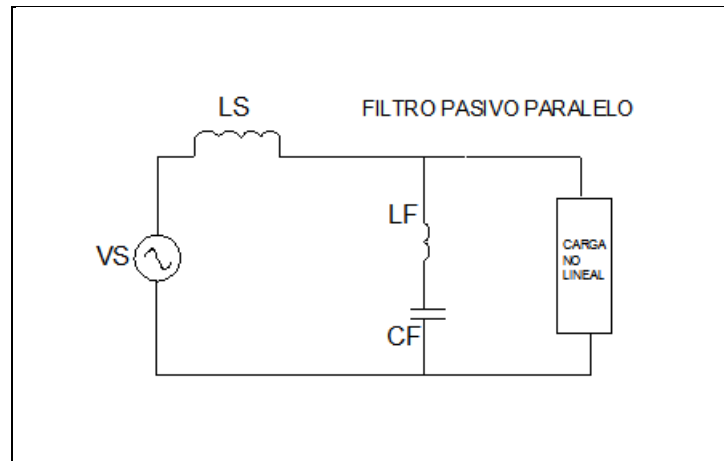 LS
FILTRO PASIVO PARALELO
LF
VS
CARGA
NO
LINEAL
CF